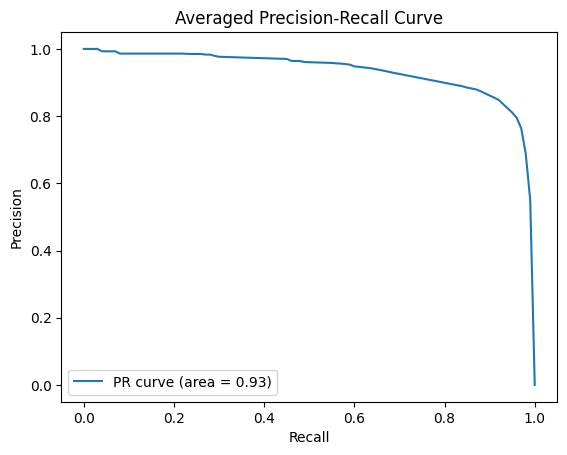 Averaged Precision-Recall Curve
1.0
0.8
0.6
0.4
0.2
0.0
Precision
PR curve (area = 0.93)
0.0 0.2 0.4 0.6 0.8 1.0
Recall